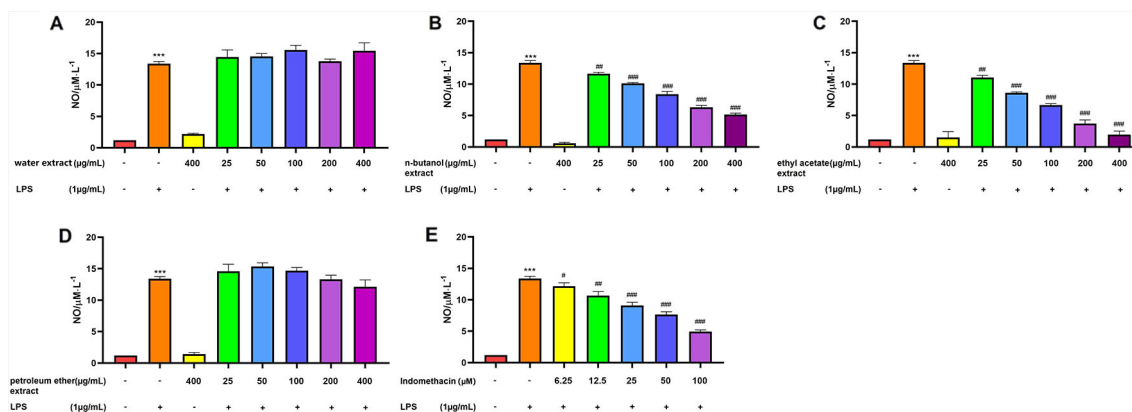 A
NO/μM·L⁻¹
20
15
10
5
0
***
water extract (μg/mL) - - 400 25 50 100 200 400
LPS (1μg/mL) - + - + + + + +
B
NO/μM·L⁻¹
20
15
10
5
0
***
##
###
###
###
###
n-butanol(μg/mL) - - 400 25 50 100 200 400
extract
LPS (1μg/mL) - + - + + + + +
C
NO/μM·L⁻¹
20
15
10
5
0
***
##
###
###
###
###
ethyl acetate(μg/mL) - - 400 25 50 100 200 400
extract
LPS (1μg/mL) - + - + + + + +
D
NO/μM·L⁻¹
20
15
10
5
0
***
petroleum ether(μg/mL) - - 400 25 50 100 200 400
extract
LPS (1μg/mL) - + - + + + + +
E
NO/μM·L⁻¹
20
15
10
5
0
***
#
##
###
###
###
Indomethacin (μM) - - 6.25 12.5 25 50 100
LPS (1μg/mL) - + + + + + +